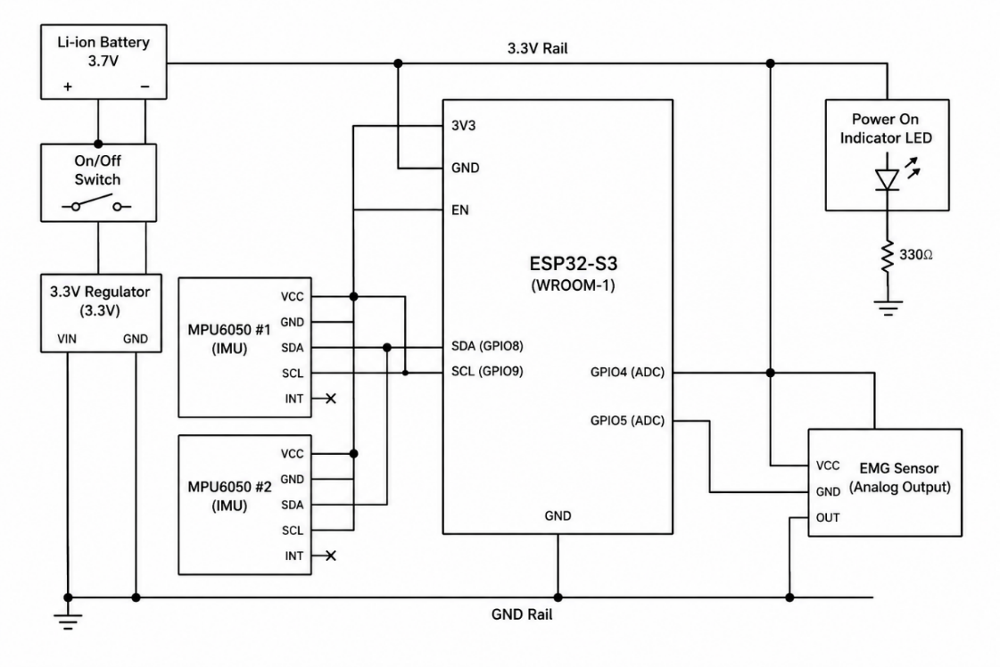 Li-ion Battery
3.7V
+ −
3.3V Rail
On/Off
Switch
3.3V Regulator
(3.3V)
VIN GND
MPU6050 #1
(IMU)
VCC
GND
SDA
SCL
INT
MPU6050 #2
(IMU)
VCC
GND
SDA
SCL
INT
3V3
GND
EN
ESP32-S3
(WROOM-1)
SDA (GPIO8)
SCL (GPIO9)
GPIO4 (ADC)
GPIO5 (ADC)
GND
Power On
Indicator LED
330Ω
VCC
GND
OUT
EMG Sensor
(Analog Output)
GND Rail